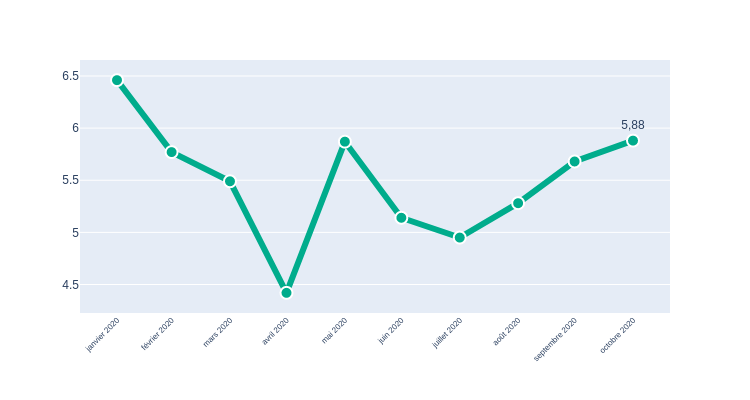 6.5
6
5.5
5
4.5
5,88
janvier 2020
février 2020
mars 2020
avril 2020
mai 2020
juin 2020
juillet 2020
août 2020
septembre 2020
octobre 2020